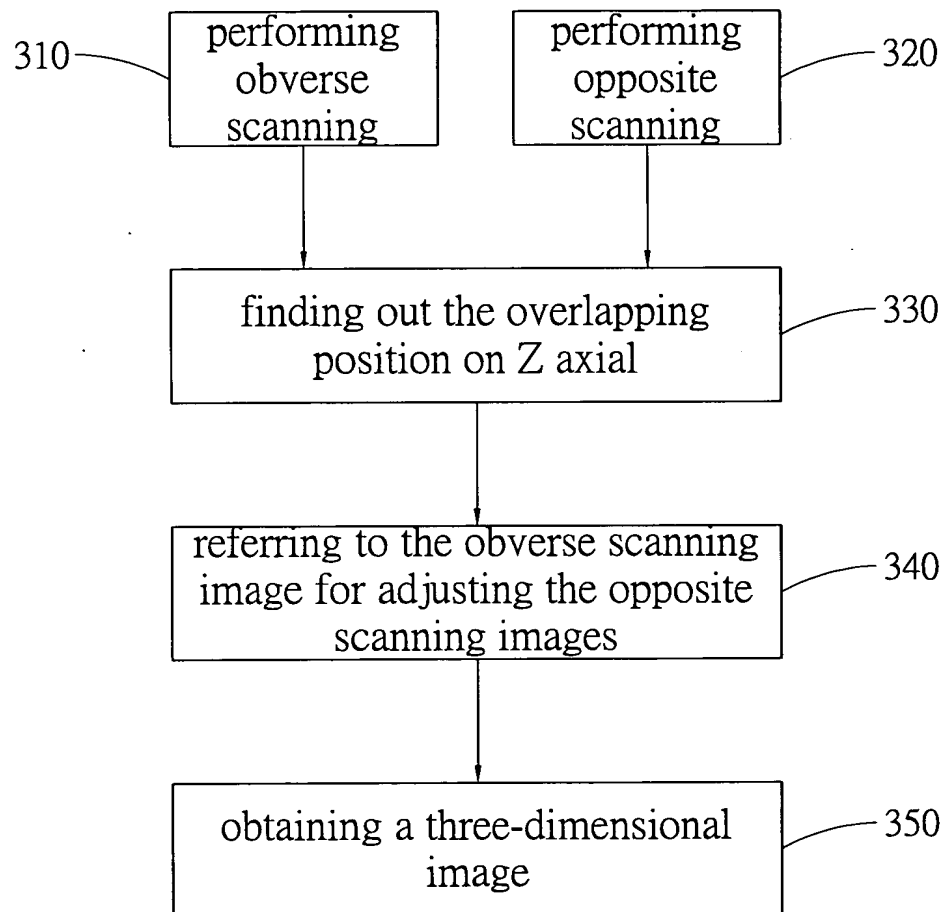 310
performing
obverse
scanning
performing
opposite
scanning
320
finding out the overlapping
position on Z axial
330
referring to the obverse scanning
image for adjusting the opposite
scanning images
340
obtaining a three-dimensional
image
350